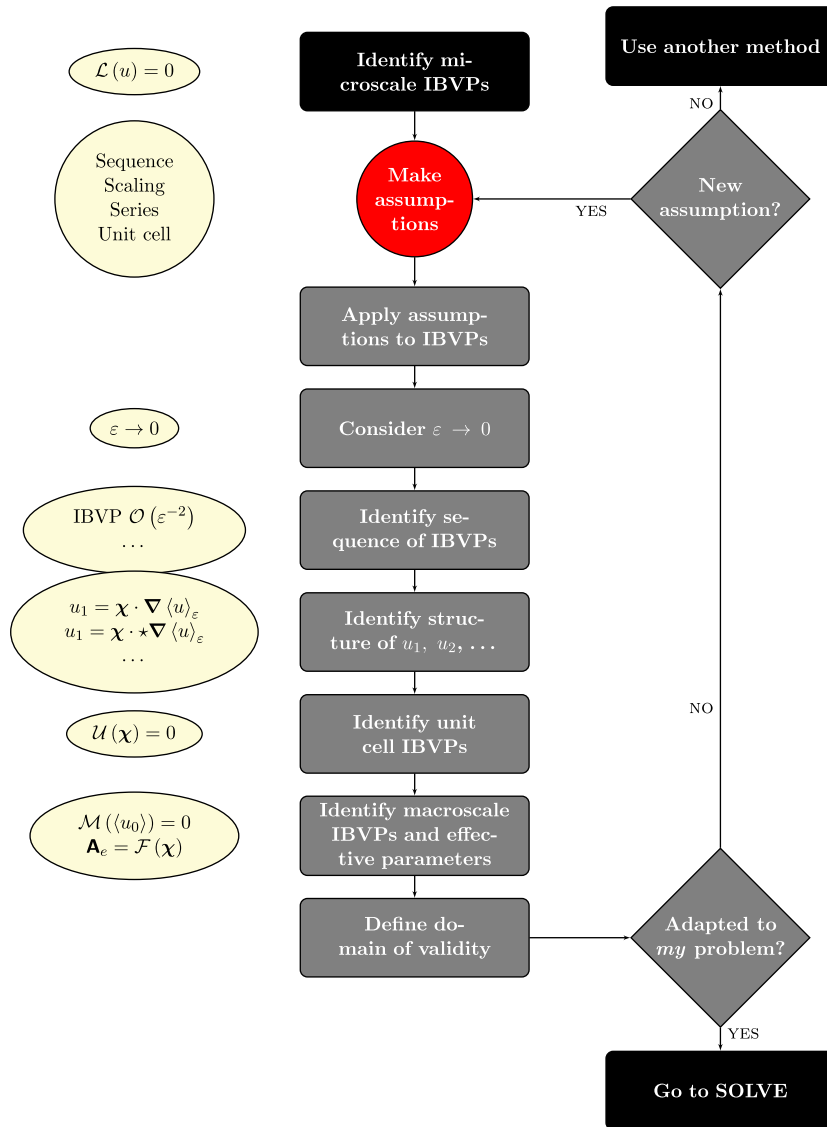 𝓛 (u) = 0
Sequence
Scaling
Series
Unit cell
ε → 0
IBVP 𝒪 (ε⁻²)
...
u₁ = χ · ∇ ⟨u⟩_ε
u₁ = χ · ⋆∇ ⟨u⟩_ε
...
𝒰 (χ) = 0
ℳ (⟨u₀⟩) = 0
A_e = ℱ (χ)
Identify mi-
croscale IBVPs
Make
assump-
tions
Apply assump-
tions to IBVPs
Consider ε → 0
Identify se-
quence of IBVPs
Identify struc-
ture of u₁, u₂, ...
Identify unit
cell IBVPs
Identify macroscale
IBVPs and effec-
tive parameters
Define do-
main of validity
Use another method
NO
New
assumption?
YES
NO
Adapted to
my problem?
YES
Go to SOLVE